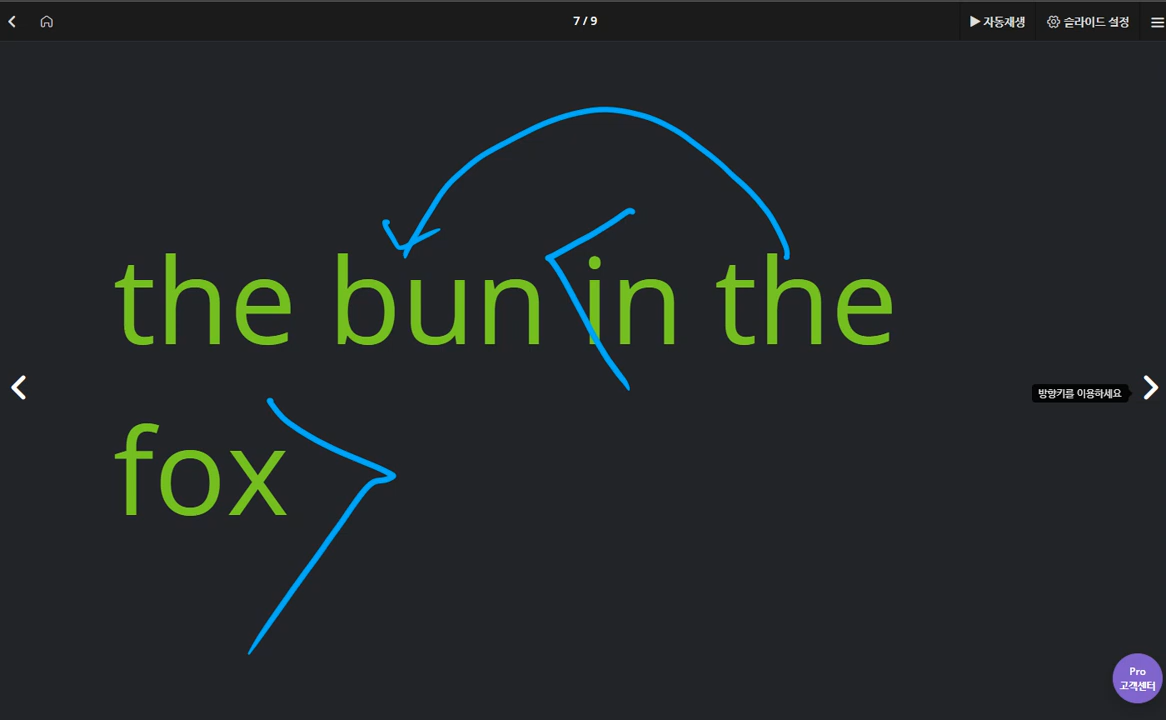 7 / 9
▶ 자동재생
슬라이드 설정
the bun in the
fox
방향키를 이용하세요
Pro
고객센터